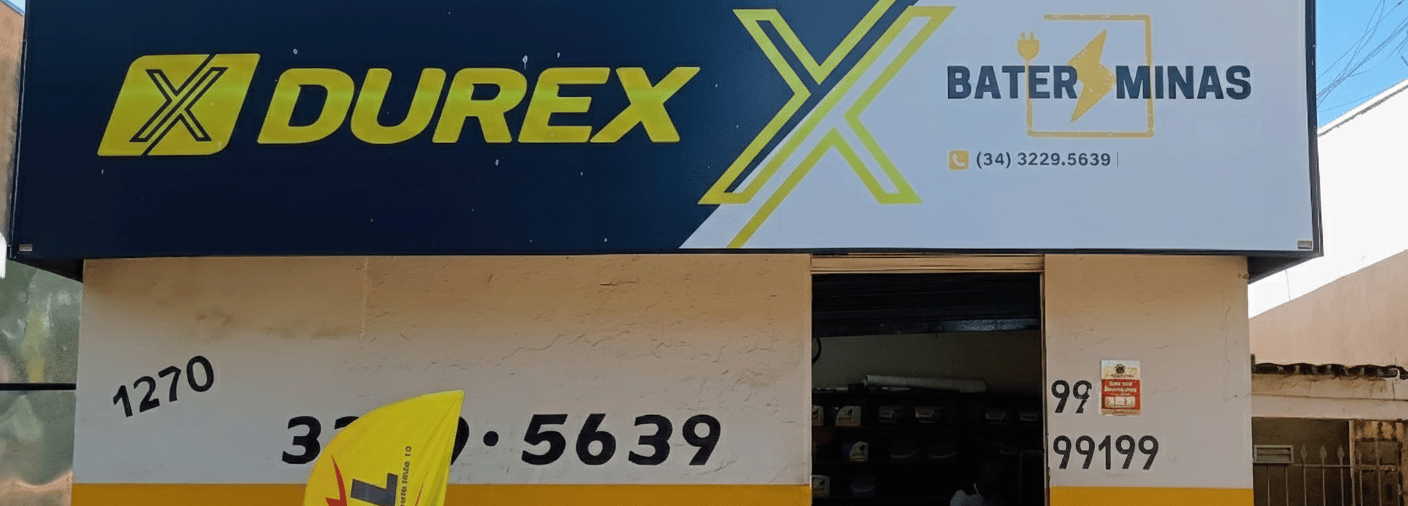 DUREX
BATER MINAS
(34) 3229.5639
1270
5639
99
99199